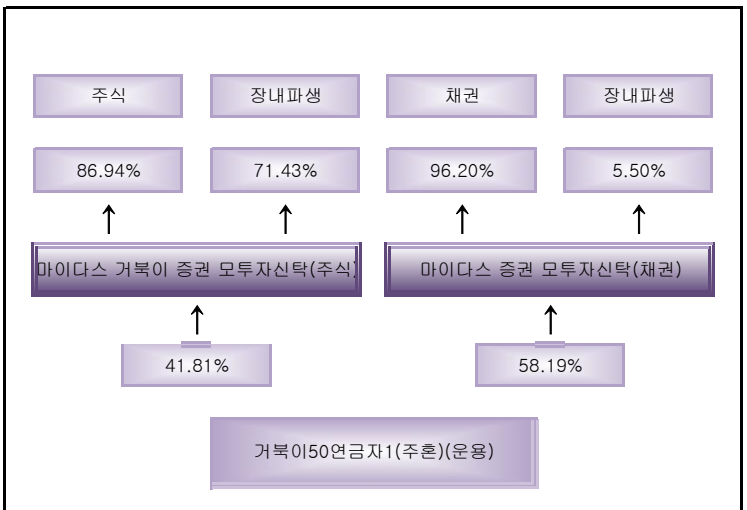 주식 장내파생 채권 장내파생
86.94% 71.43% 96.20% 5.50%
↑ ↑ ↑ ↑
마이다스 거북이 증권 모투자신탁(주식) 마이다스 증권 모투자신탁(채권)
↑ ↑
41.81% 58.19%
거북이50연금자1(주혼)(운용)